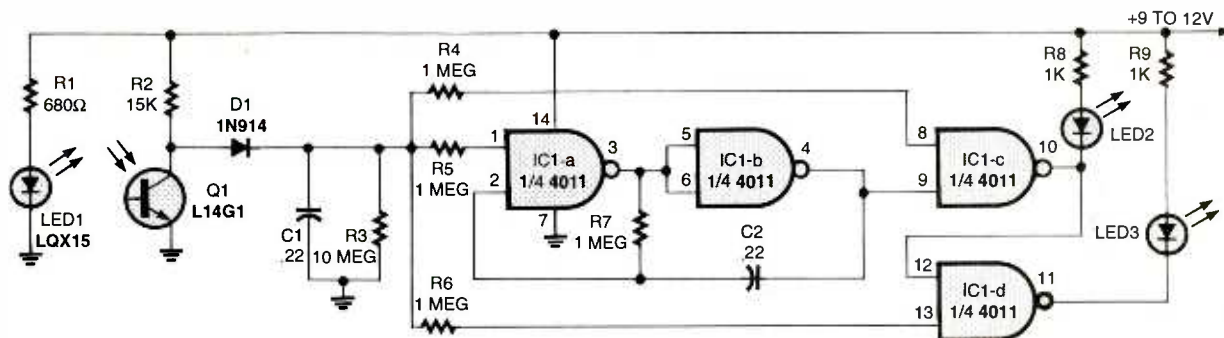 +9 TO 12V
R1
680Ω
R2
15K
D1
1N914
R4
1 MEG
R8
1K
R9
1K
14
1
2
3
IC1-a
1/4 4011
7
R5
1 MEG
5
6
4
IC1-b
1/4 4011
8
9
10
IC1-c
1/4 4011
LED2
LED1
LQX15
Q1
L14G1
C1
22
R3
10 MEG
R7
1 MEG
C2
22
LED3
R6
1 MEG
12
13
11
IC1-d
1/4 4011